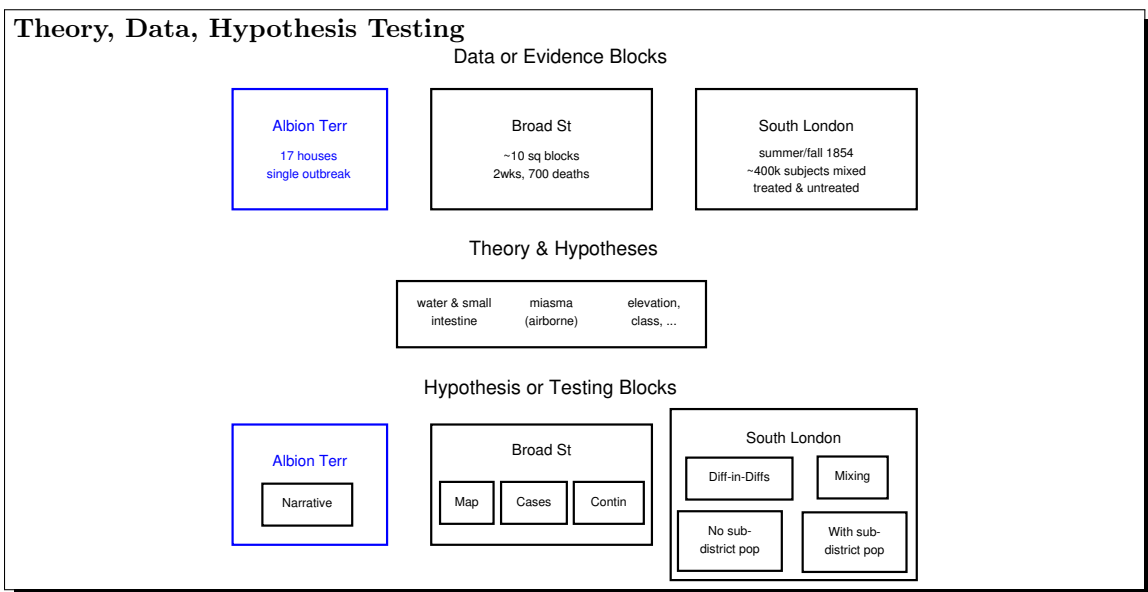 Theory, Data, Hypothesis Testing
Data or Evidence Blocks
Albion Terr
17 houses
single outbreak
Broad St
~10 sq blocks
2wks, 700 deaths
South London
summer/fall 1854
~400k subjects mixed
treated & untreated
Theory & Hypotheses
water & small
intestine
miasma
(airborne)
elevation,
class, ...
Hypothesis or Testing Blocks
Albion Terr
Narrative
Broad St
Map
Cases
Contin
South London
Diff-in-Diffs
Mixing
No sub-
district pop
With sub-
district pop